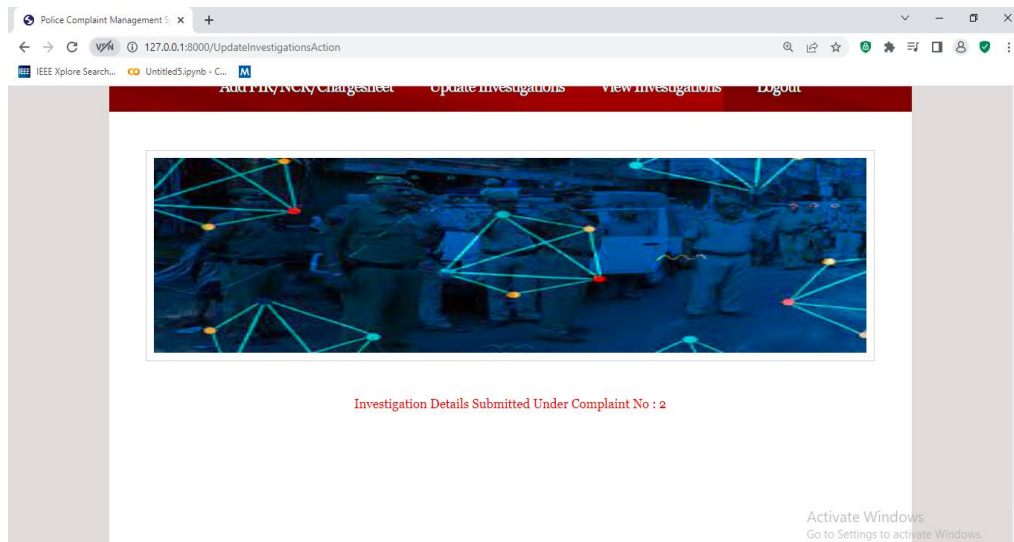 Police Complaint Management S
127.0.0.1:8000/UpdateInvestigationsAction
IEEE Xplore Search...
Untitled5.ipynb - C...
M
Add FIR/NCR/Chargesheet Update Investigations View Investigations Logout
Investigation Details Submitted Under Complaint No : 2
Activate Windows
Go to Settings to activate Windows.